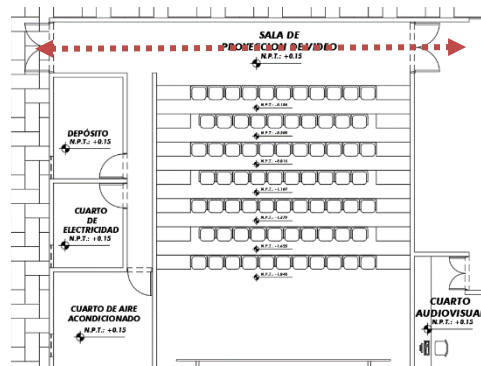 SALA DE
PROYECCION DE VIDEO
N.P.T.: +0.15
DEPÓSITO
N.P.T.: +0.15
CUARTO
DE
ELECTRICIDAD
N.P.T.: +0.15
CUARTO DE AIRE
ACONDICIONADO
N.P.T.: +0.15
CUARTO
AUDIOVISUAL
N.P.T.: +0.15